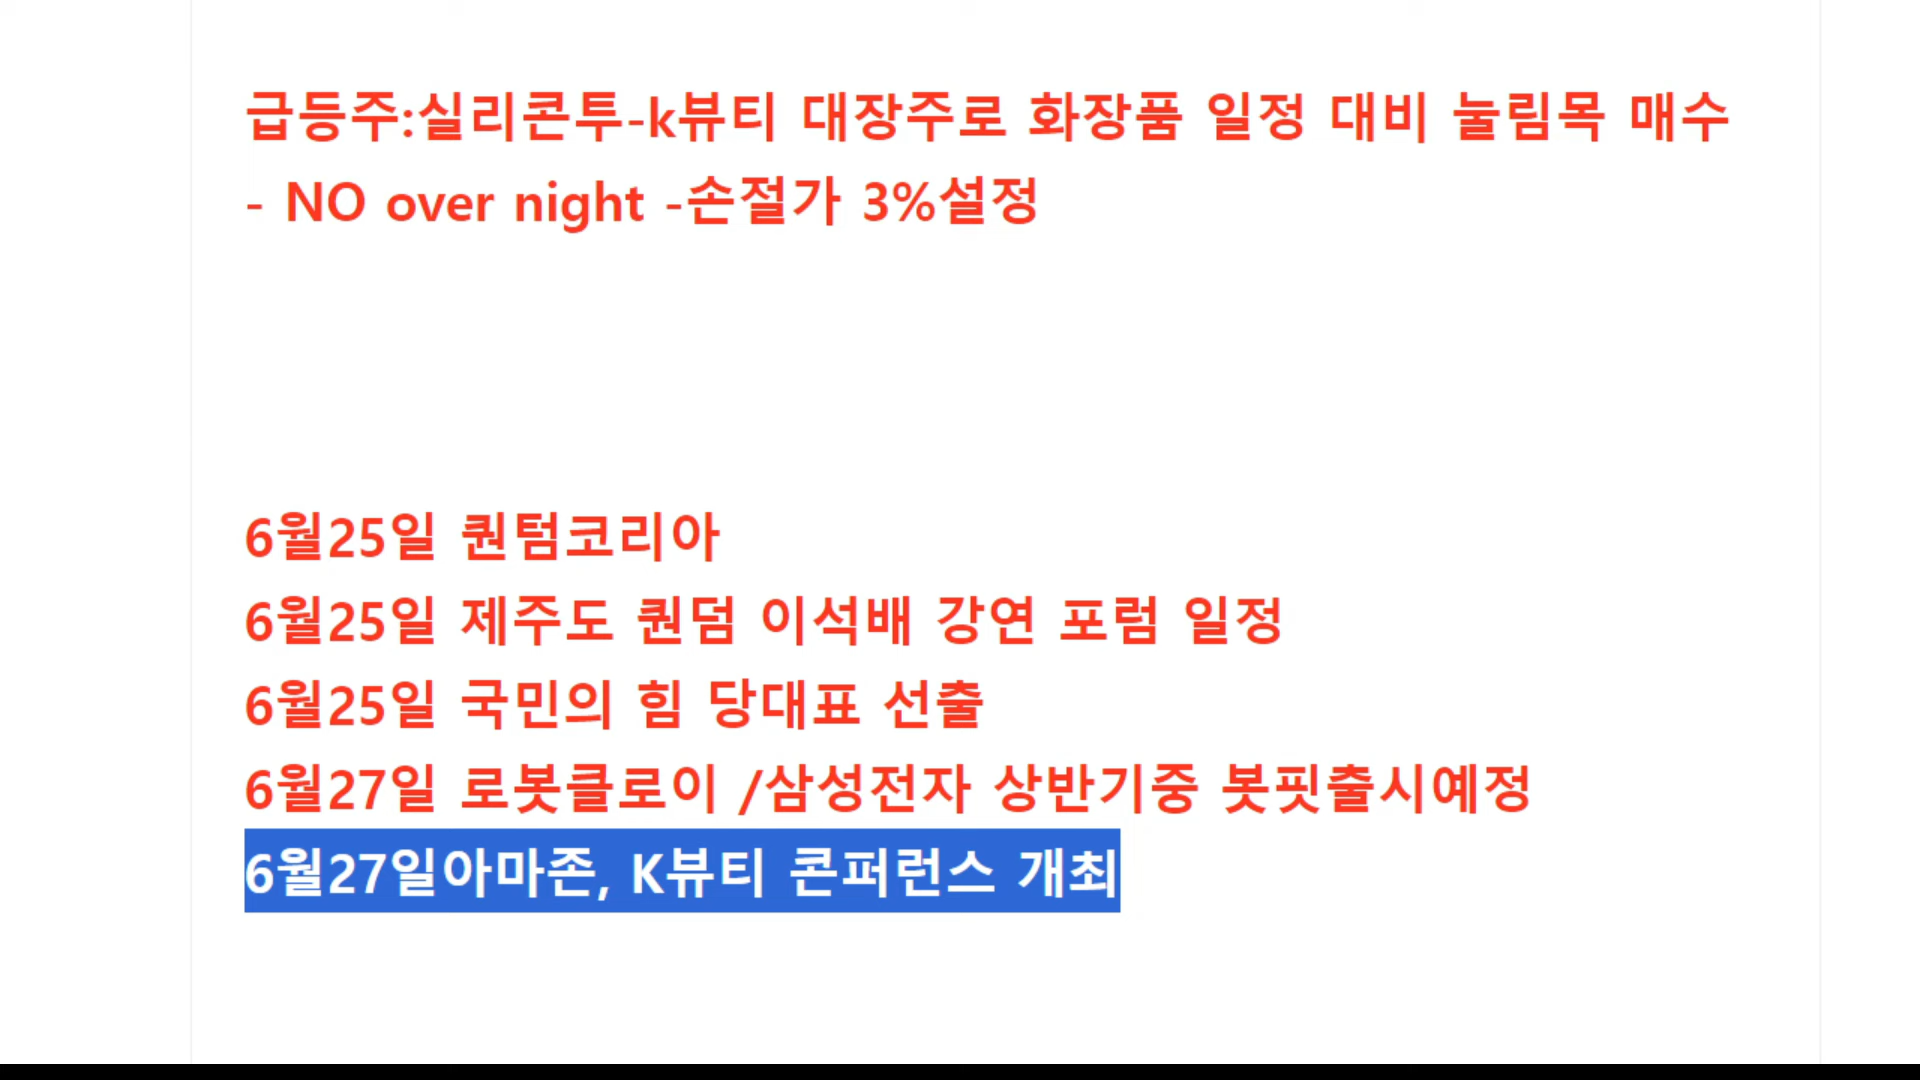 급등주:실리콘투-k뷰티 대장주로 화장품 일정 대비 눌림목 매수
- NO over night -손절가 3%설정
6월25일 퀀텀코리아
6월25일 제주도 퀀덤 이석배 강연 포럼 일정
6월25일 국민의 힘 당대표 선출
6월27일 로봇클로이 /삼성전자 상반기중 봇핏출시예정
6월27일아마존, K뷰티 콘퍼런스 개최